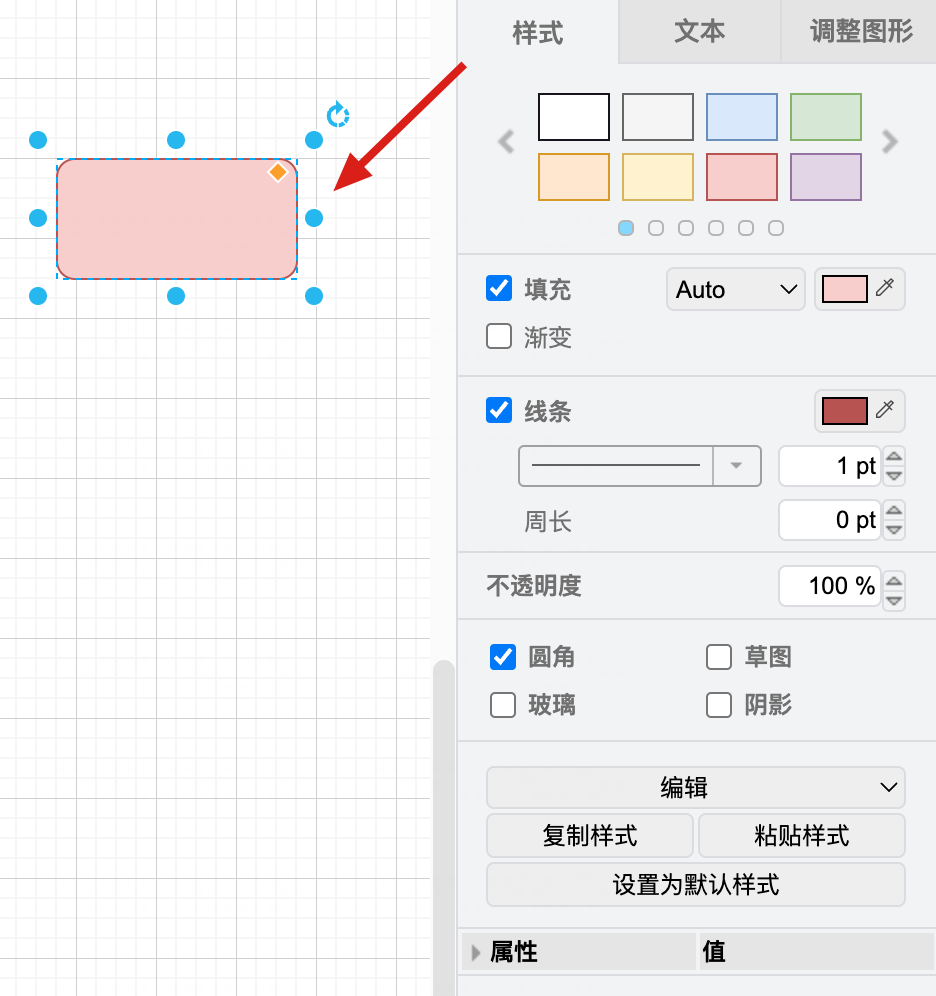 样式 文本 调整图形
填充 Auto
渐变
线条
1 pt
周长 0 pt
不透明度 100 %
圆角 草图
玻璃 阴影
编辑
复制样式 粘贴样式
设置为默认样式
属性 值